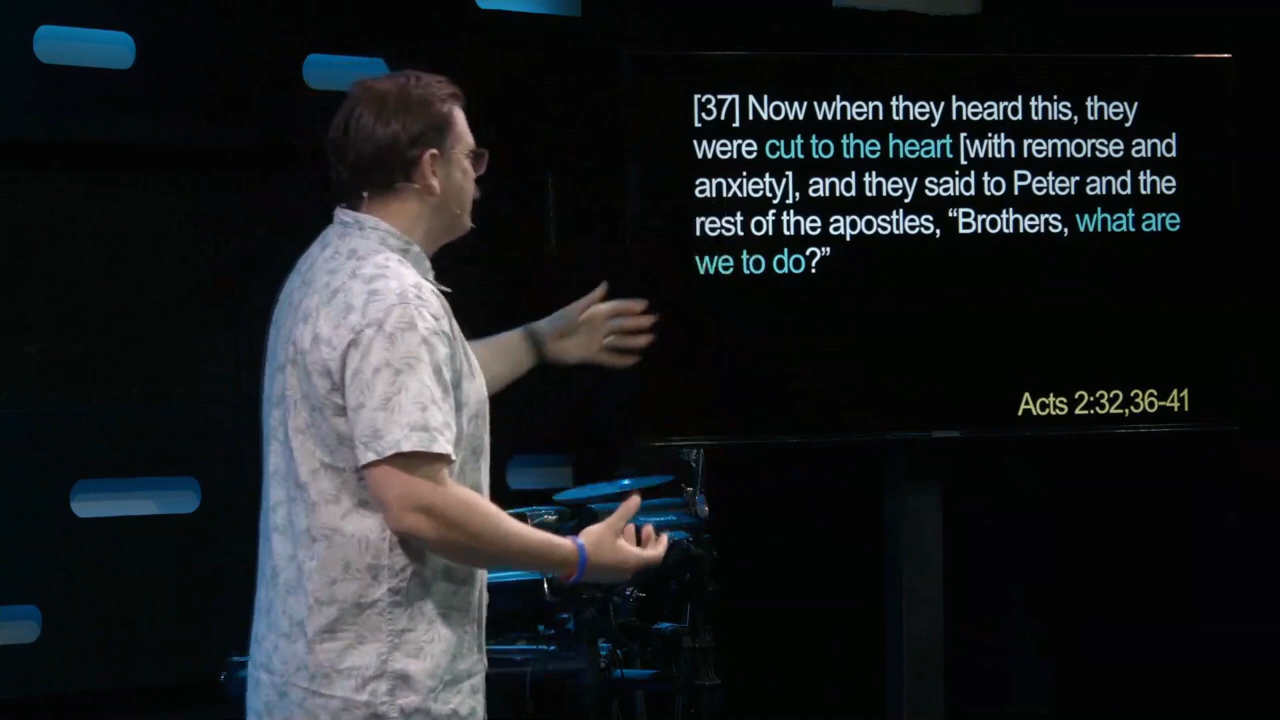 [37] Now when they heard this, they
were cut to the heart [with remorse and
anxiety], and they said to Peter and the
rest of the apostles, “Brothers, what are
we to do?”
Acts 2:32,36-41